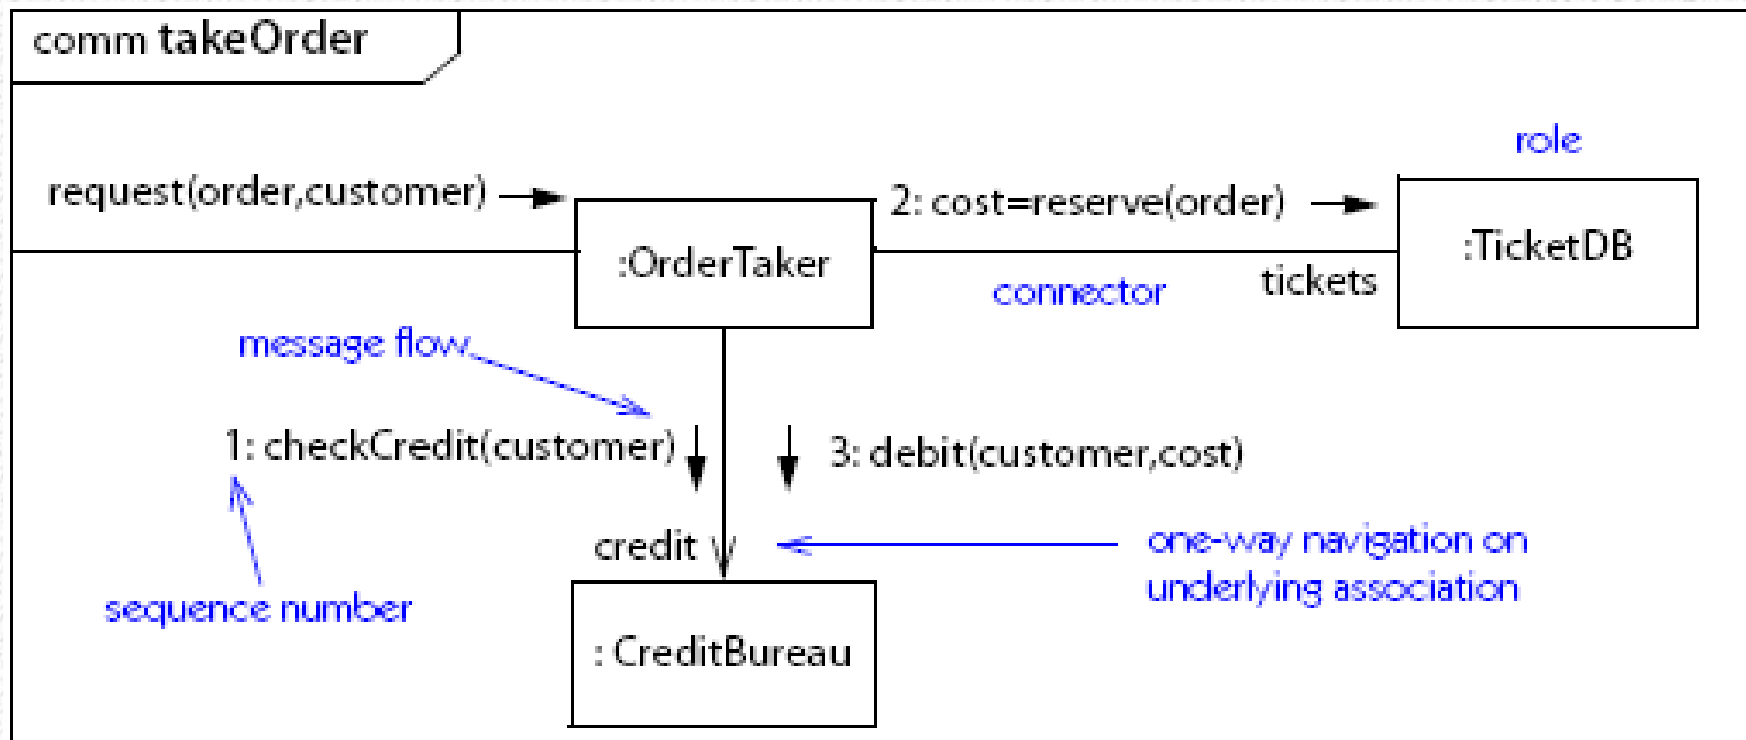 comm takeOrder
role
request(order,customer)
2: cost=reserve(order)
:OrderTaker
:TicketDB
connector
tickets
message flow
1: checkCredit(customer)
3: debit(customer,cost)
credit
one-way navigation on
underlying association
sequence number
: CreditBureau